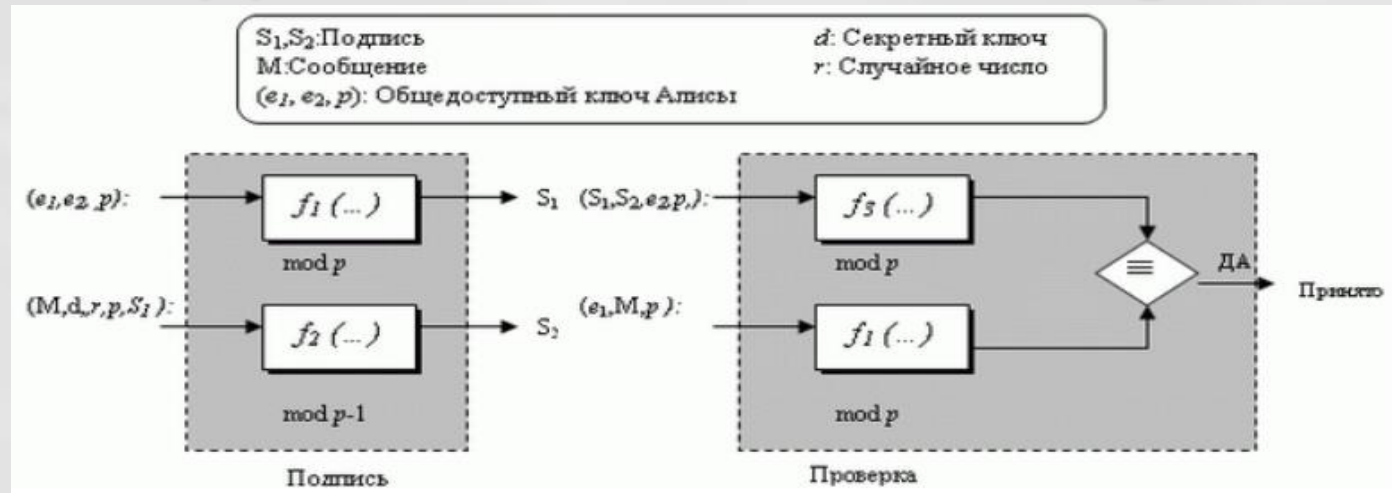 S₁,S₂:Подпись
d: Секретный ключ
M:Сообщение
r: Случайное число
(e₁, e₂, p): Общедоступный ключ Алисы
(e₁,e₂,p):
f₁(...)
mod p
S₁
(M,d,,r,p,S₁):
f₂(...)
mod p-1
S₂
Подпись
(S₁,S₂,e₂,p,):
f₃(...)
mod p
(e₁,M,p):
f₁(...)
mod p
≡
ДА
Принято
Проверка